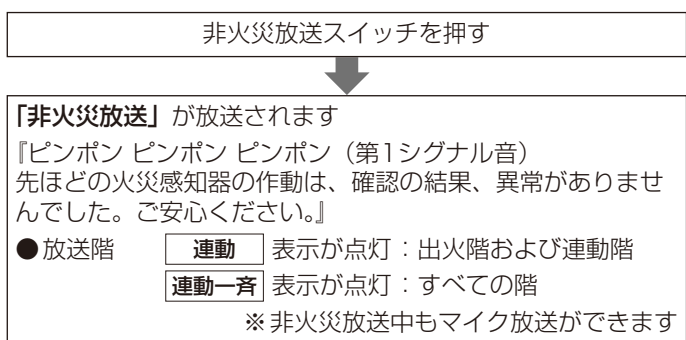 非火災放送スイッチを押す
「非火災放送」が放送されます
『ピンポン ピンポン ピンポン（第1シグナル音）
先ほどの火災感知器の作動は、確認の結果、異常がありませ
んでした。ご安心ください。』
●放送階 連動 表示が点灯：出火階および連動階
連動一斉 表示が点灯：すべての階
※非火災放送中もマイク放送ができます